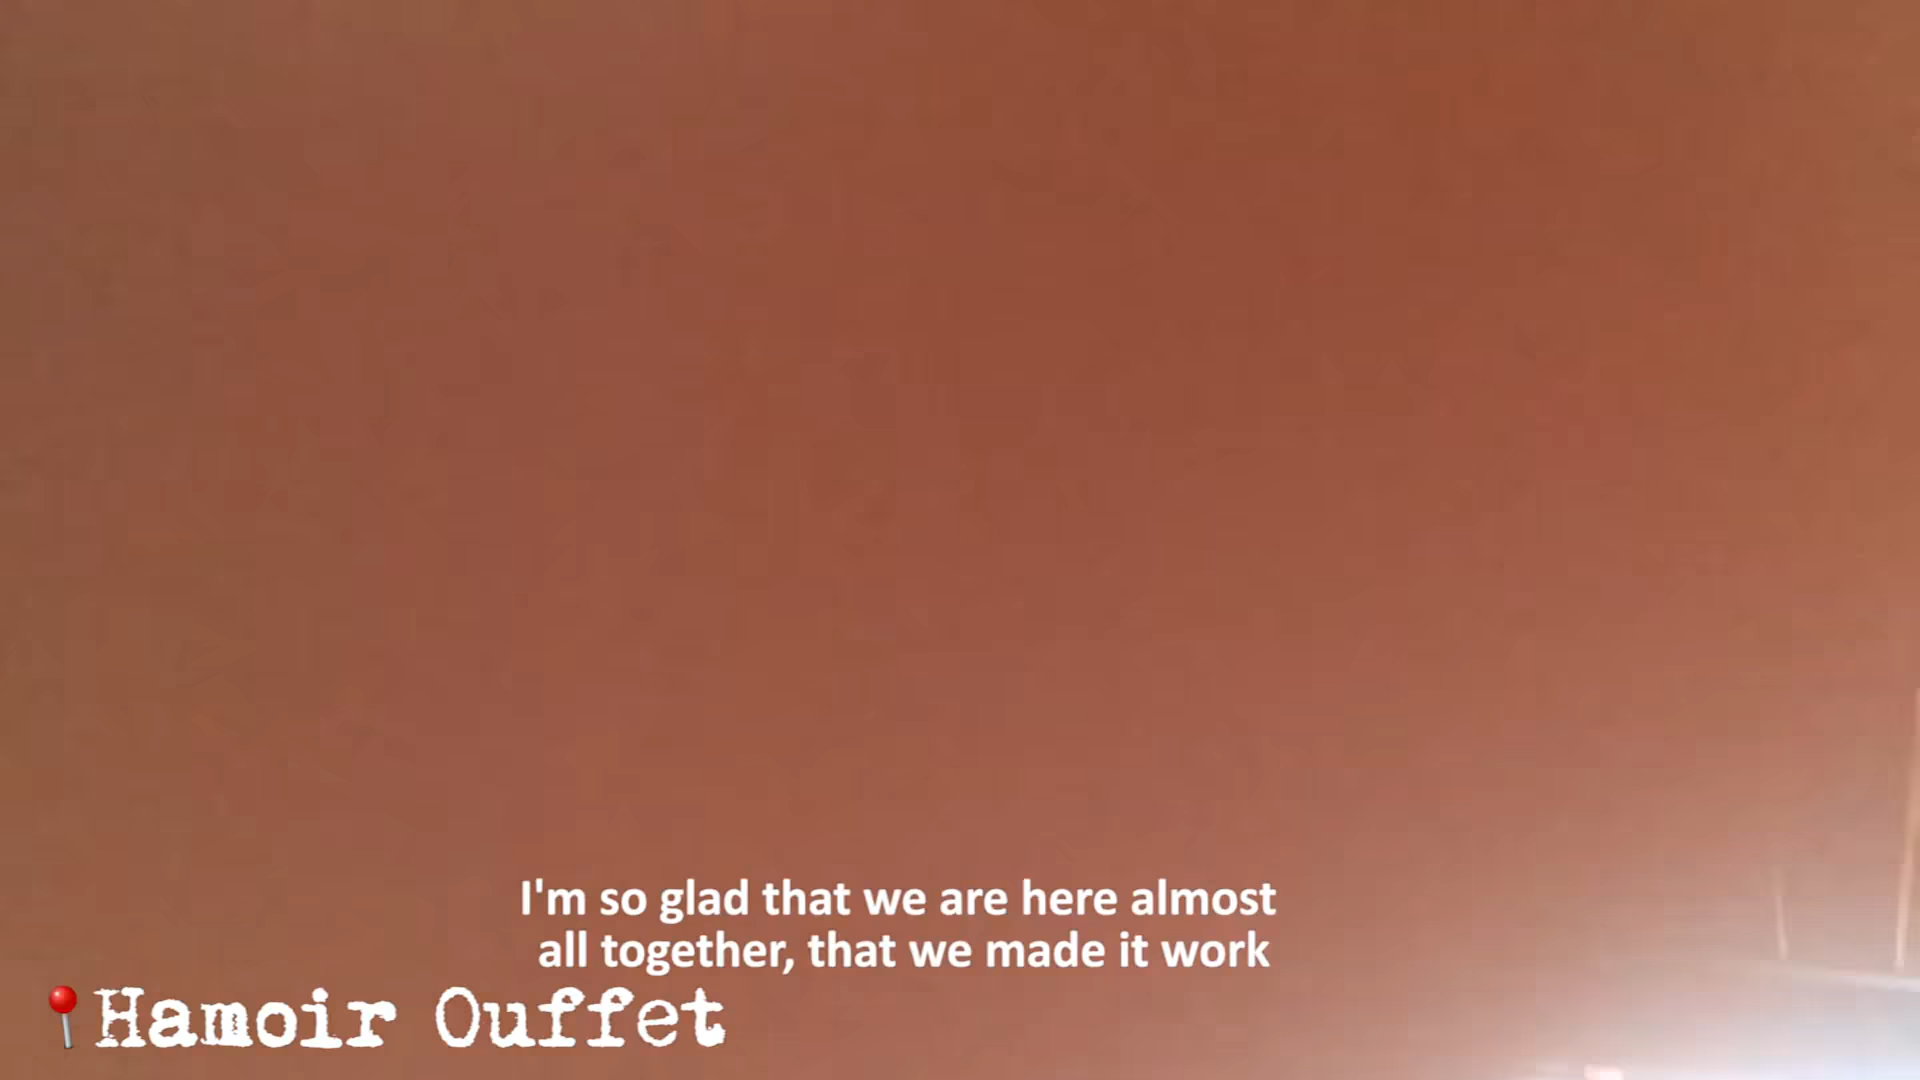 I'm so glad that we are here almost
all together, that we made it work
📍Hamoir Ouffet